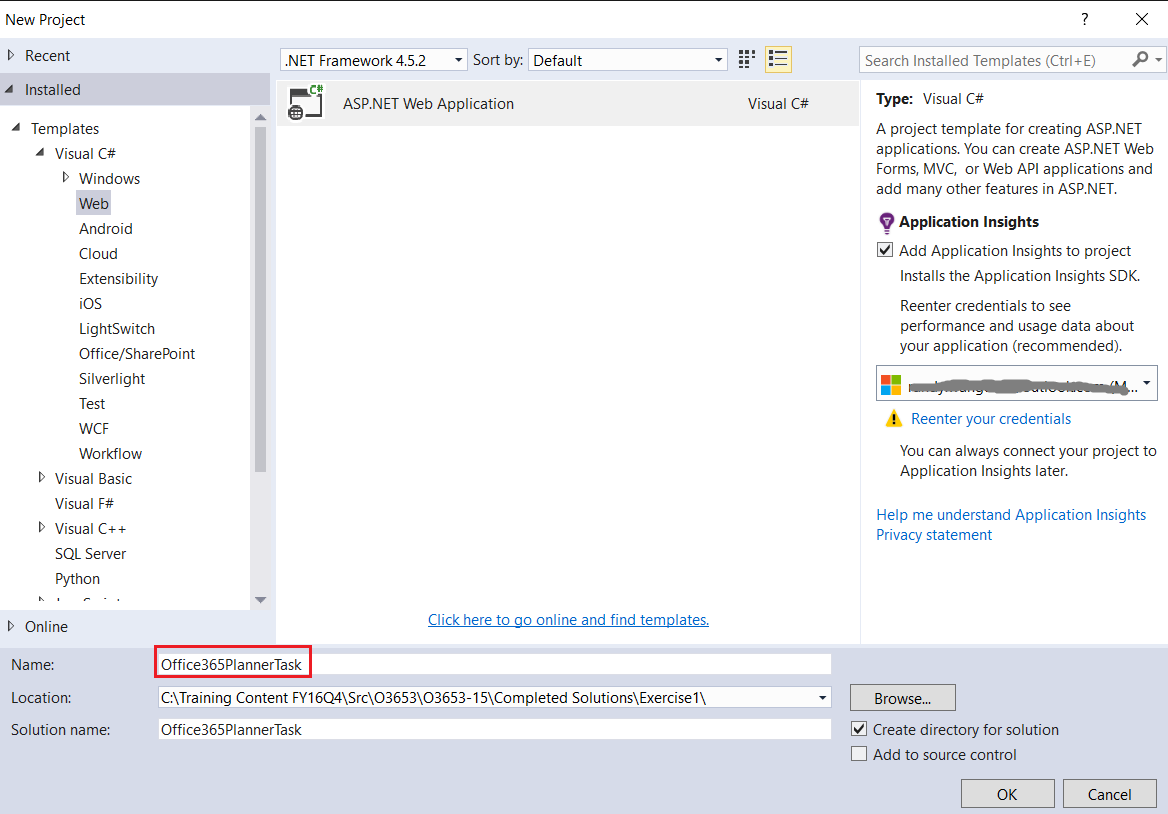 New Project
?
Recent
.NET Framework 4.5.2
Sort by:
Default
Search Installed Templates (Ctrl+E)
Installed
Templates
Visual C#
Windows
Web
Android
Cloud
Extensibility
iOS
LightSwitch
Office/SharePoint
Silverlight
Test
WCF
Workflow
Visual Basic
Visual F#
Visual C++
SQL Server
Python
Online
C#
ASP.NET Web Application
Visual C#
Click here to go online and find templates.
Type: Visual C#
A project template for creating ASP.NET
applications. You can create ASP.NET Web
Forms, MVC, or Web API applications and
add many other features in ASP.NET.
Application Insights
Add Application Insights to project
Installs the Application Insights SDK.
Reenter credentials to see
performance and usage data about
your application (recommended).
(M...
Reenter your credentials
You can always connect your project to
Application Insights later.
Help me understand Application Insights
Privacy statement
Name:
Office365PlannerTask
Location:
C:\Training Content FY16Q4\Src\O3653\O3653-15\Completed Solutions\Exercise1\
Browse...
Solution name:
Office365PlannerTask
Create directory for solution
Add to source control
OK
Cancel